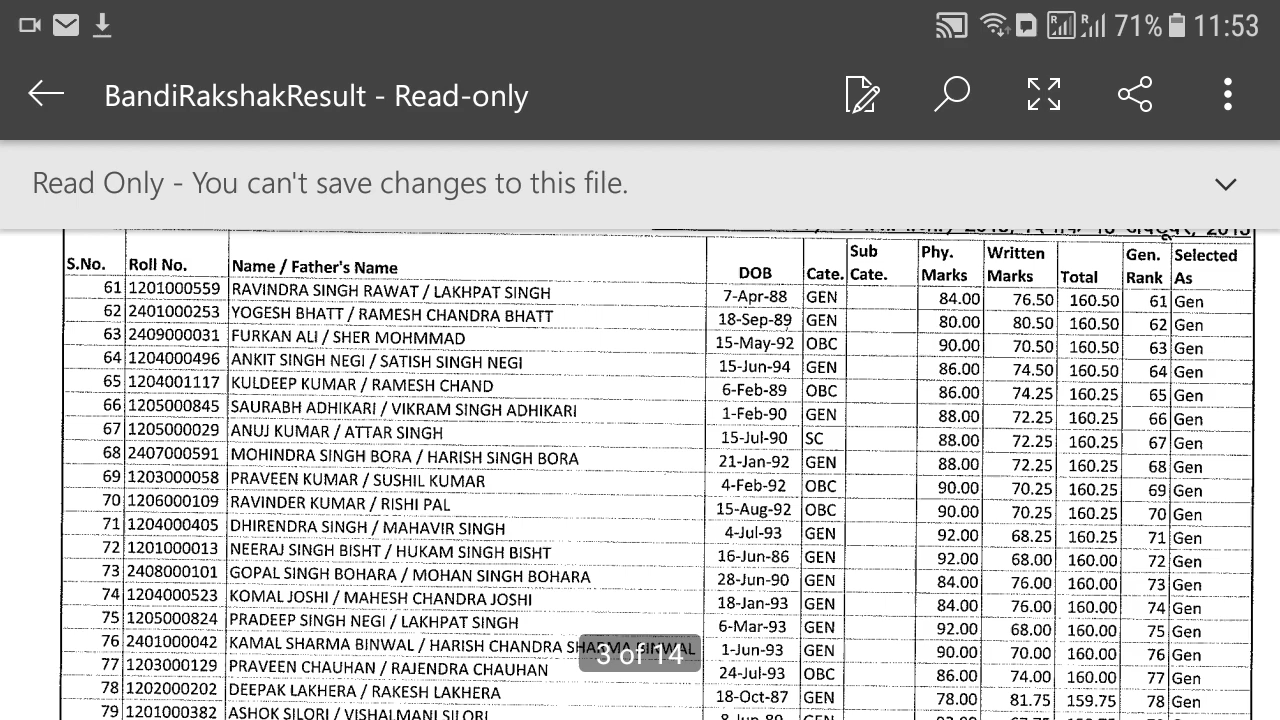 71% 11:53
BandiRakshakResult - Read-only
Read Only - You can't save changes to this file.
S.No. Roll No. Name / Father's Name DOB Cate. Sub Cate. Phy. Marks Written Marks Total Gen. Rank Selected As
61 1201000559 RAVINDRA SINGH RAWAT / LAKHPAT SINGH 7-Apr-88 GEN 84.00 76.50 160.50 61 Gen
62 2401000253 YOGESH BHATT / RAMESH CHANDRA BHATT 18-Sep-89 GEN 80.00 80.50 160.50 62 Gen
63 2409000031 FURKAN ALI / SHER MOHMMAD 15-May-92 OBC 90.00 70.50 160.50 63 Gen
64 1204000496 ANKIT SINGH NEGI / SATISH SINGH NEGI 15-Jun-94 GEN 86.00 74.50 160.50 64 Gen
65 1204001117 KULDEEP KUMAR / RAMESH CHAND 6-Feb-89 OBC 86.00 74.25 160.25 65 Gen
66 1205000845 SAURABH ADHIKARI / VIKRAM SINGH ADHIKARI 1-Feb-90 GEN 88.00 72.25 160.25 66 Gen
67 1205000029 ANUJ KUMAR / ATTAR SINGH 15-Jul-90 SC 88.00 72.25 160.25 67 Gen
68 2407000591 MOHINDRA SINGH BORA / HARISH SINGH BORA 21-Jan-92 GEN 88.00 72.25 160.25 68 Gen
69 1203000058 PRAVEEN KUMAR / SUSHIL KUMAR 4-Feb-92 OBC 90.00 70.25 160.25 69 Gen
70 1206000109 RAVINDER KUMAR / RISHI PAL 15-Aug-92 OBC 90.00 70.25 160.25 70 Gen
71 1204000405 DHIRENDRA SINGH / MAHAVIR SINGH 4-Jul-93 GEN 92.00 68.25 160.25 71 Gen
72 1201000013 NEERAJ SINGH BISHT / HUKAM SINGH BISHT 16-Jun-86 GEN 92.00 68.00 160.00 72 Gen
73 2408000101 GOPAL SINGH BOHARA / MOHAN SINGH BOHARA 28-Jun-90 GEN 84.00 76.00 160.00 73 Gen
74 1204000523 KOMAL JOSHI / MAHESH CHANDRA JOSHI 18-Jan-93 GEN 84.00 76.00 160.00 74 Gen
75 1205000824 PRADEEP SINGH NEGI / LAKHPAT SINGH 6-Mar-93 GEN 92.00 68.00 160.00 75 Gen
76 2401000042 KAMAL SHARMA BINWAL / HARISH CHANDRA SHARMA BINWAL 1-Jun-93 GEN 90.00 70.00 160.00 76 Gen
3 of 14
77 1203000129 PRAVEEN CHAUHAN / RAJENDRA CHAUHAN 24-Jul-93 OBC 86.00 74.00 160.00 77 Gen
78 1202000202 DEEPAK LAKHERA / RAKESH LAKHERA 18-Oct-87 GEN 78.00 81.75 159.75 78 Gen
79 1201000382 ASHOK SILORI / VISHALMANI SILORI